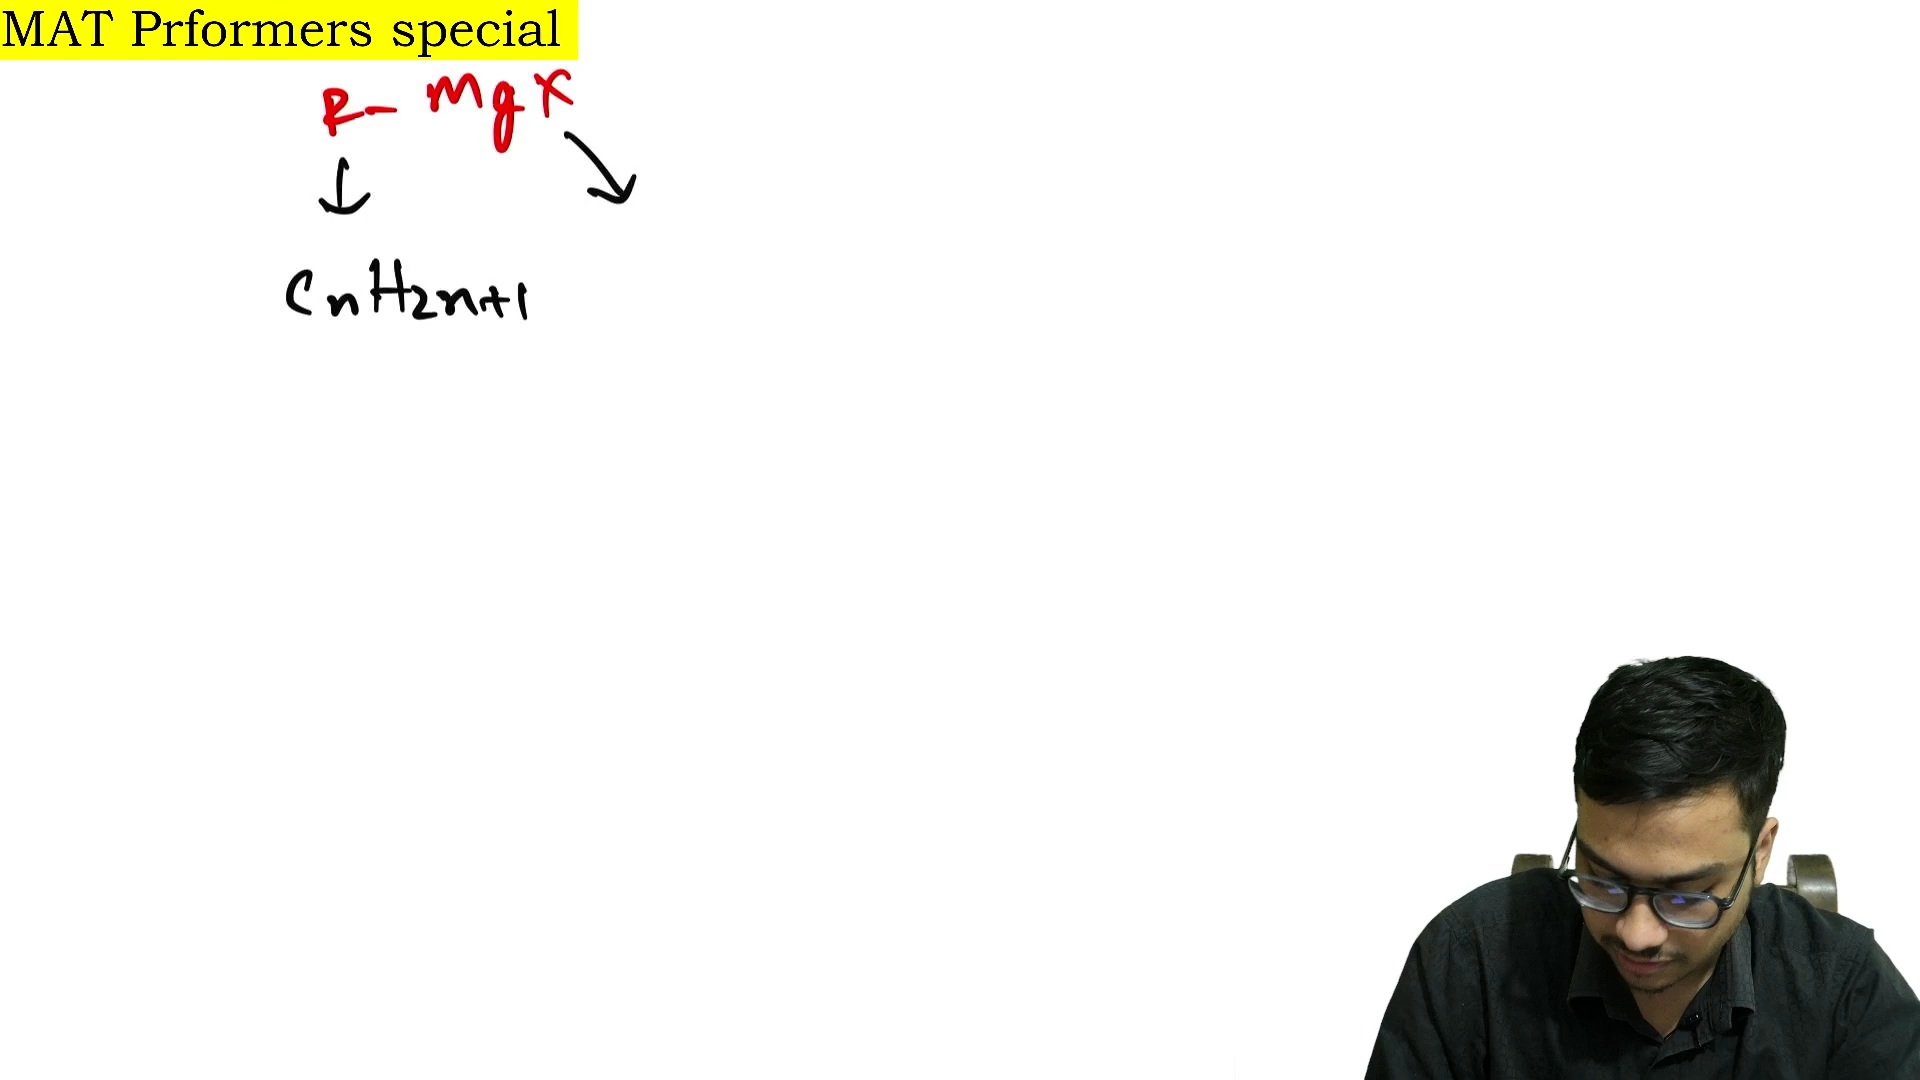 MAT Prformers special
R- MgX
CnH2n+1